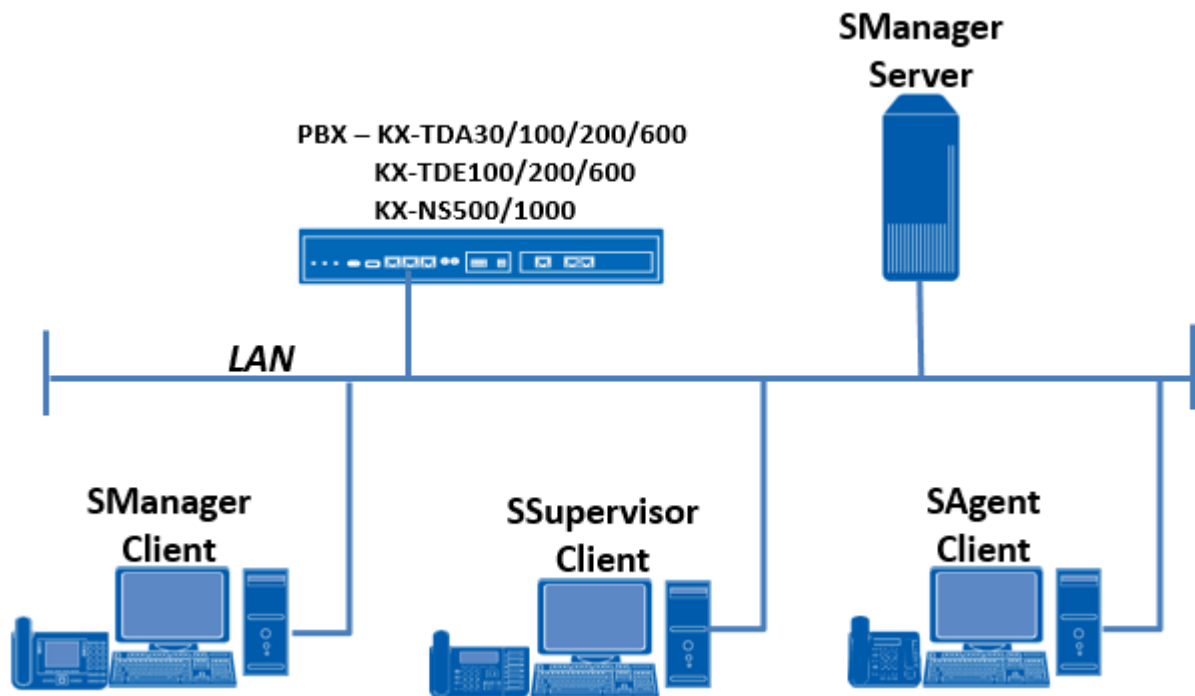 SManager
Server
PBX – KX-TDA30/100/200/600
KX-TDE100/200/600
KX-NS500/1000
LAN
SManager
Client
SSupervisor
Client
SAgent
Client